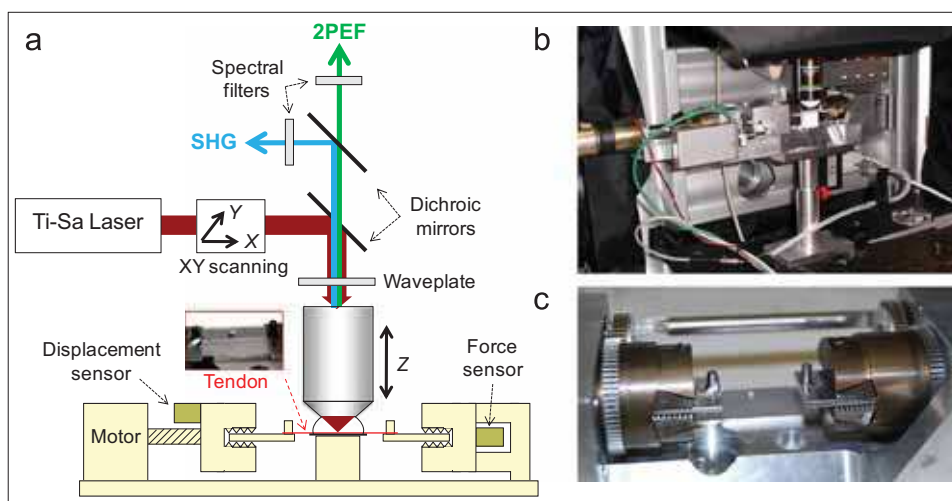 a
2PEF
Spectral
filters
SHG
Dichroic
mirrors
Ti-Sa Laser
Y
X
XY scanning
Waveplate
Z
Displacement
sensor
Tendon
Force
sensor
Motor
b
c